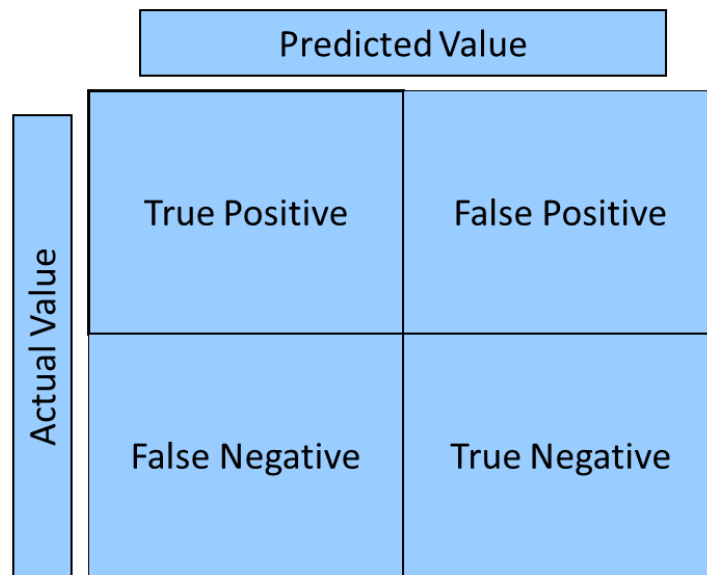 Predicted Value
Actual Value
True Positive
False Positive
False Negative
True Negative